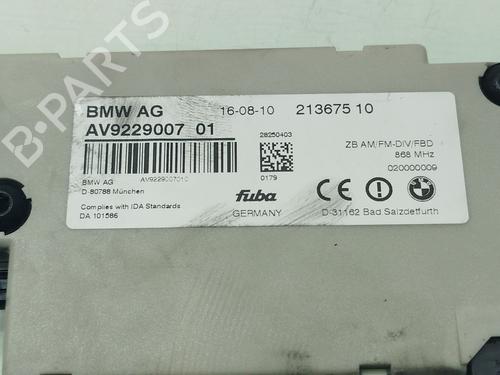 BMW AG 16-08-10 213675 10
AV9229007 01
28250403
ZB AM/FM-DIV/FBD
868 MHz
020000009
AV922900701C
0179
BMW AG
D-80788 München
Complies with IDA Standards
DA 101586
fuba
GERMANY
D-31162 Bad Salzdetfurth
B-PARTS